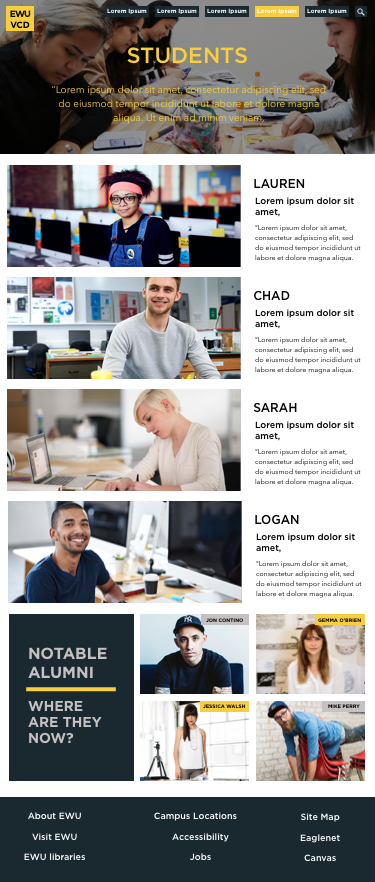 EWU
VCD
Lorem Ipsum
Lorem Ipsum
Lorem Ipsum
Lorem Ipsum
Lorem Ipsum
STUDENTS
"Lorem ipsum dolor sit amet, consectetur adipiscing elit, sed
do eiusmod tempor incididunt ut labore et dolore magna
aliqua. Ut enim ad minim veniam,
LAUREN
Lorem ipsum dolor sit
amet,
"Lorem ipsum dolor sit amet,
consectetur adipiscing elit, sed
do eiusmod tempor incididunt ut
labore et dolore magna aliqua.
CHAD
Lorem ipsum dolor sit
amet,
"Lorem ipsum dolor sit amet,
consectetur adipiscing elit, sed
do eiusmod tempor incididunt ut
labore et dolore magna aliqua.
SARAH
Lorem ipsum dolor sit
amet,
"Lorem ipsum dolor sit amet,
consectetur adipiscing elit, sed
do eiusmod tempor incididunt ut
labore et dolore magna aliqua.
LOGAN
Lorem ipsum dolor sit
amet,
"Lorem ipsum dolor sit amet,
consectetur adipiscing elit, sed
do eiusmod tempor incididunt ut
labore et dolore magna aliqua.
NOTABLE
ALUMNI
WHERE
ARE THEY
NOW?
JON CONTINO
GEMMA O'BRIEN
JESSICA WALSH
MIKE PERRY
About EWU
Visit EWU
EWU libraries
Campus Locations
Accessibility
Jobs
Site Map
Eaglenet
Canvas